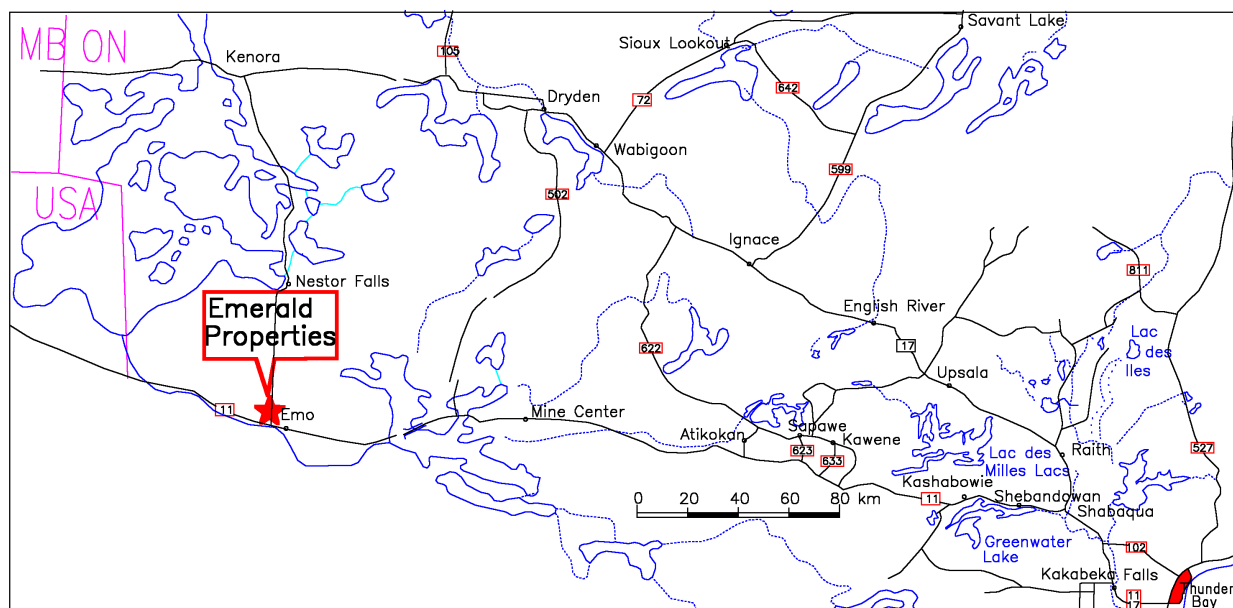 Savant Lake
MB ON
Sioux Lookout
Kenora
105
642
72
Dryden
Wabigoon
599
502
USA
Ignace
811
Nestor Falls
English River
Emerald
Properties
Lac
des
Iles
622
17
Upsala
11
Emo
Mine Center
Atikokan
Sapawe
Kawene
623
633
Lac des
Milles Lacs
Raith
527
Kashabowie
0 20 40 60 80 km
11
Shebandowan
Shabaqua
Greenwater
Lake
102
Kakabeka Falls
11
17
Thunder
Bay